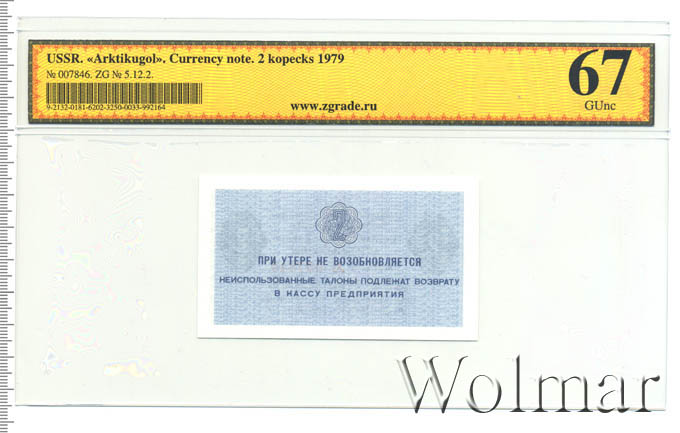 USSR. «Arktikugol». Currency note. 2 kopecks 1979
№ 007846. ZG № 5.12.2.
9-2132-0181-6202-3250-0033-992164
www.zgrade.ru
67
GUnc
2
ПРИ УТЕРЕ НЕ ВОЗОБНОВЛЯЕТСЯ
НЕИСПОЛЬЗОВАННЫЕ ТАЛОНЫ ПОДЛЕЖАТ ВОЗВРАТУ
В КАССУ ПРЕДПРИЯТИЯ
Wolmar